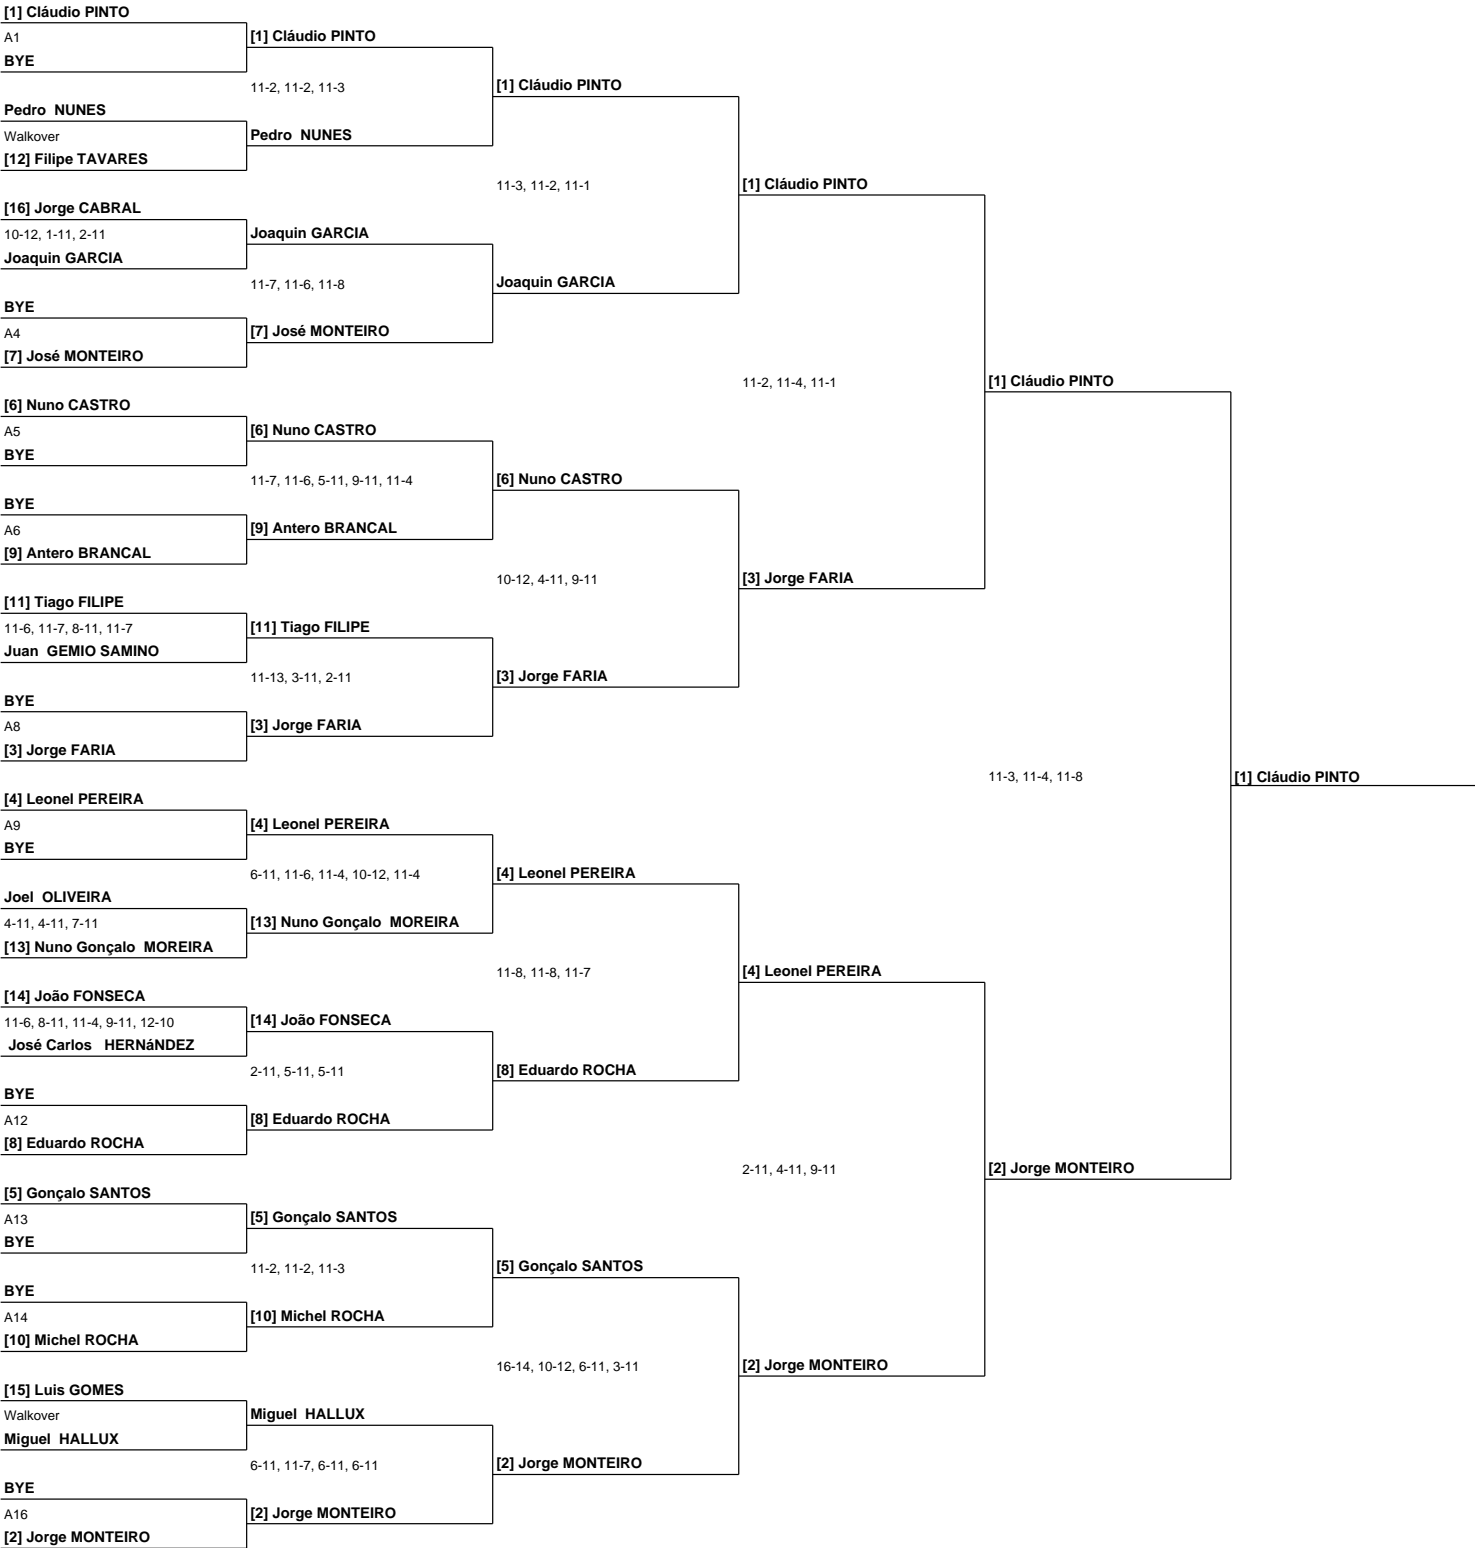 [1] Cláudio PINTO
A1
BYE
Pedro  NUNES
Walkover
[12] Filipe TAVARES
[16] Jorge CABRAL
10-12, 1-11, 2-11
Joaquin GARCIA
BYE
A4
[7] José MONTEIRO
[6] Nuno CASTRO
A5
BYE
BYE
A6
[9] Antero BRANCAL
[11] Tiago FILIPE
11-6, 11-7, 8-11, 11-7
Juan  GEMIO SAMINO
BYE
A8
[3] Jorge FARIA
[4] Leonel PEREIRA
A9
BYE
Joel  OLIVEIRA
4-11, 4-11, 7-11
[13] Nuno Gonçalo  MOREIRA
[14] João FONSECA
11-6, 8-11, 11-4, 9-11, 12-10
José Carlos   HERNáNDEZ
BYE
A12
[8] Eduardo ROCHA
[5] Gonçalo SANTOS
A13
BYE
BYE
A14
[10] Michel ROCHA
[15] Luis GOMES
Walkover
Miguel  HALLUX
BYE
A16
[2] Jorge MONTEIRO
[1] Cláudio PINTO
11-2, 11-2, 11-3
Pedro  NUNES
Joaquin GARCIA
11-7, 11-6, 11-8
[7] José MONTEIRO
[6] Nuno CASTRO
11-7, 11-6, 5-11, 9-11, 11-4
[9] Antero BRANCAL
[11] Tiago FILIPE
11-13, 3-11, 2-11
[3] Jorge FARIA
[4] Leonel PEREIRA
6-11, 11-6, 11-4, 10-12, 11-4
[13] Nuno Gonçalo  MOREIRA
[14] João FONSECA
2-11, 5-11, 5-11
[8] Eduardo ROCHA
[5] Gonçalo SANTOS
11-2, 11-2, 11-3
[10] Michel ROCHA
Miguel  HALLUX
6-11, 11-7, 6-11, 6-11
[2] Jorge MONTEIRO
[1] Cláudio PINTO
11-3, 11-2, 11-1
Joaquin GARCIA
[6] Nuno CASTRO
10-12, 4-11, 9-11
[3] Jorge FARIA
[4] Leonel PEREIRA
11-8, 11-8, 11-7
[8] Eduardo ROCHA
[5] Gonçalo SANTOS
16-14, 10-12, 6-11, 3-11
[2] Jorge MONTEIRO
[1] Cláudio PINTO
11-2, 11-4, 11-1
[3] Jorge FARIA
[4] Leonel PEREIRA
2-11, 4-11, 9-11
[2] Jorge MONTEIRO
[1] Cláudio PINTO
11-3, 11-4, 11-8
[2] Jorge MONTEIRO
[1] Cláudio PINTO